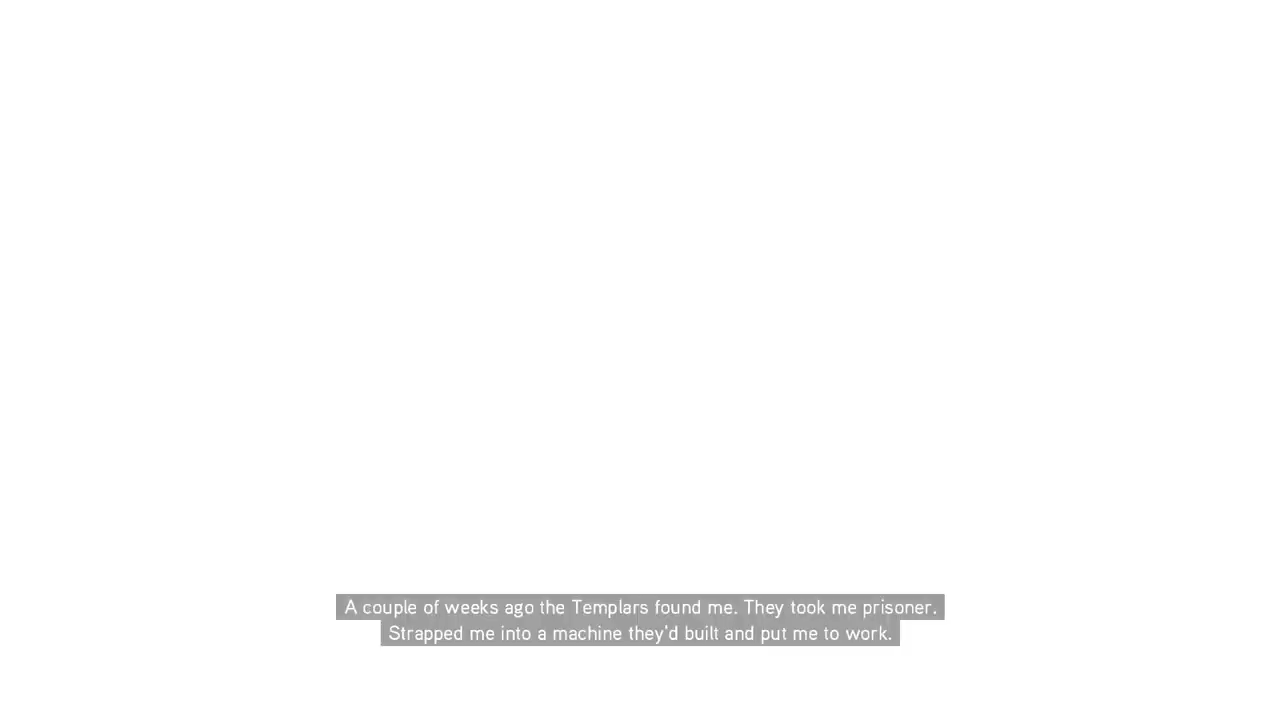 A couple of weeks ago the Templars found me. They took me prisoner.
Strapped me into a machine they'd built and put me to work.